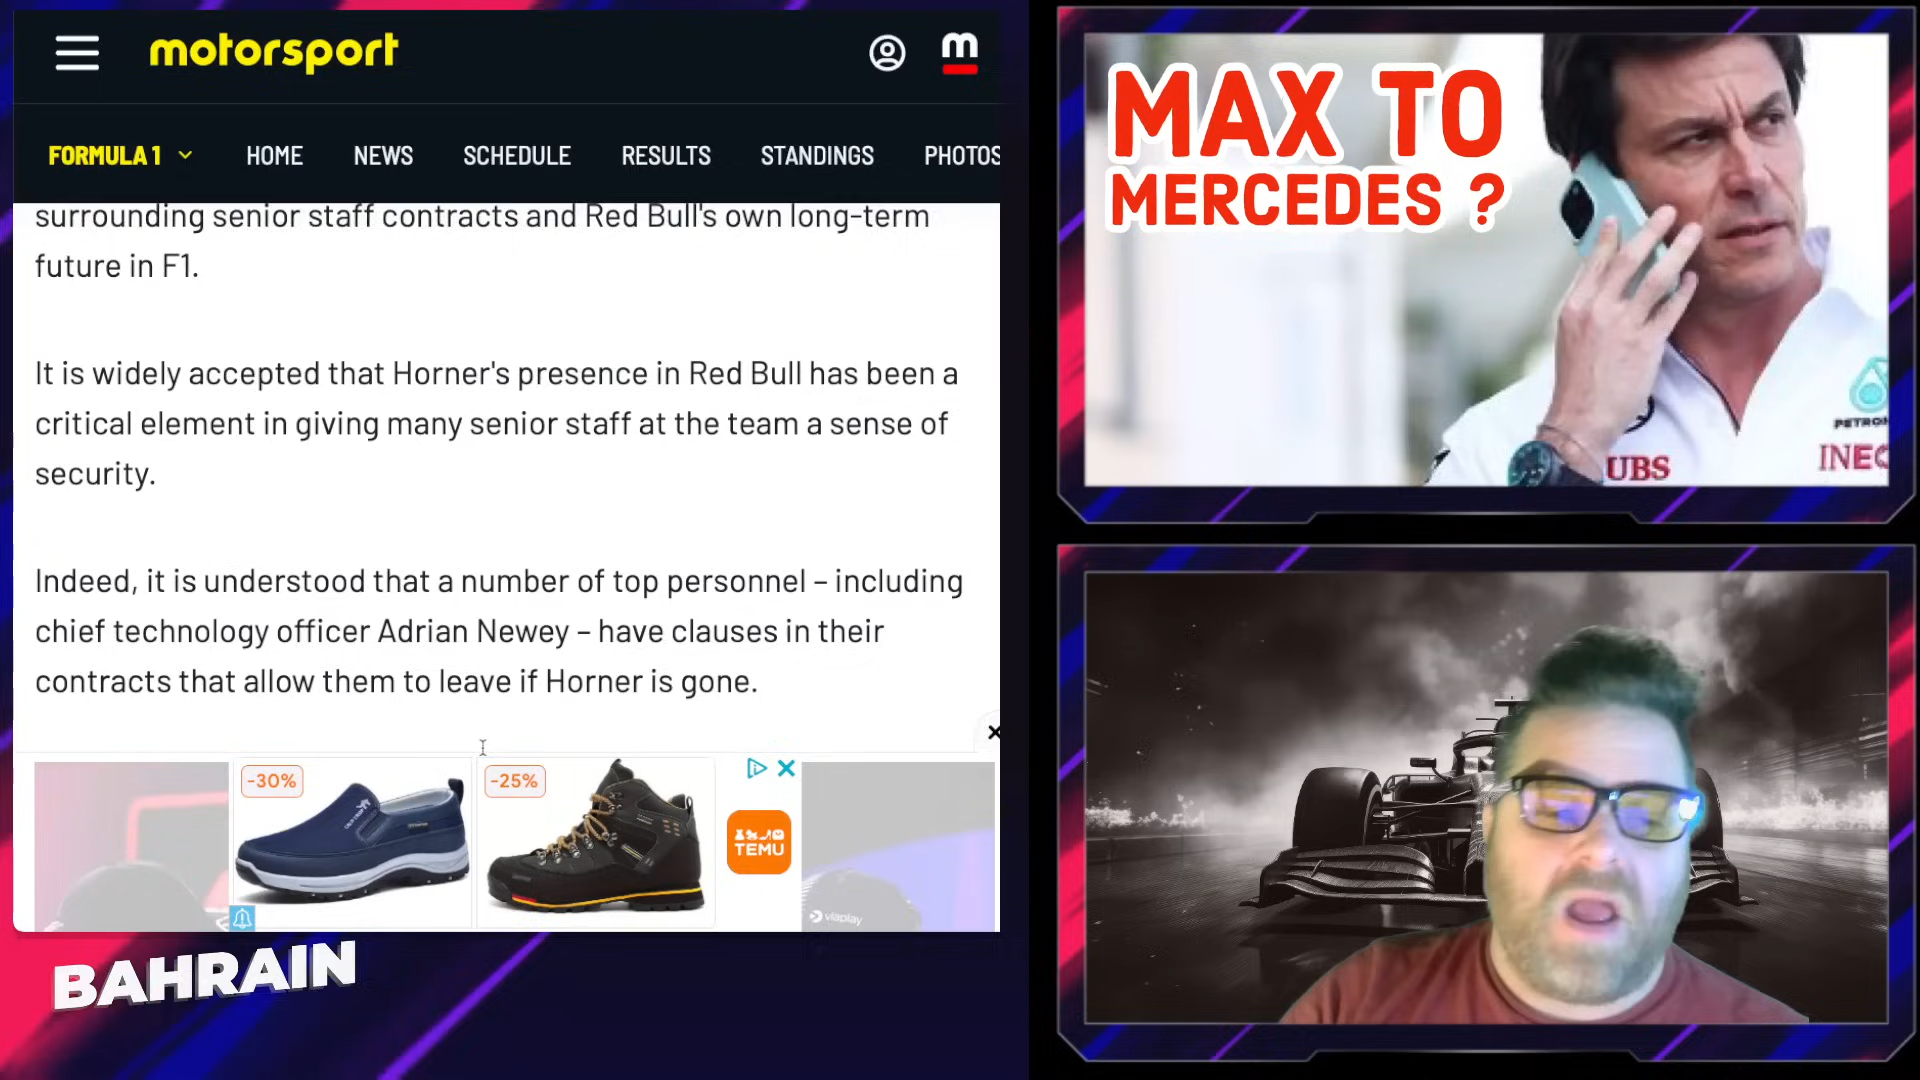 motorsport
m
FORMULA 1
HOME
NEWS
SCHEDULE
RESULTS
STANDINGS
PHOTOS
surrounding senior staff contracts and Red Bull's own long-term
future in F1.
It is widely accepted that Horner's presence in Red Bull has been a
critical element in giving many senior staff at the team a sense of
security.
Indeed, it is understood that a number of top personnel – including
chief technology officer Adrian Newey – have clauses in their
contracts that allow them to leave if Horner is gone.
-30%
-25%
TEMU
viaplay
BAHRAIN
MAX TO
MERCEDES ?
PETRON
INEO
UBS